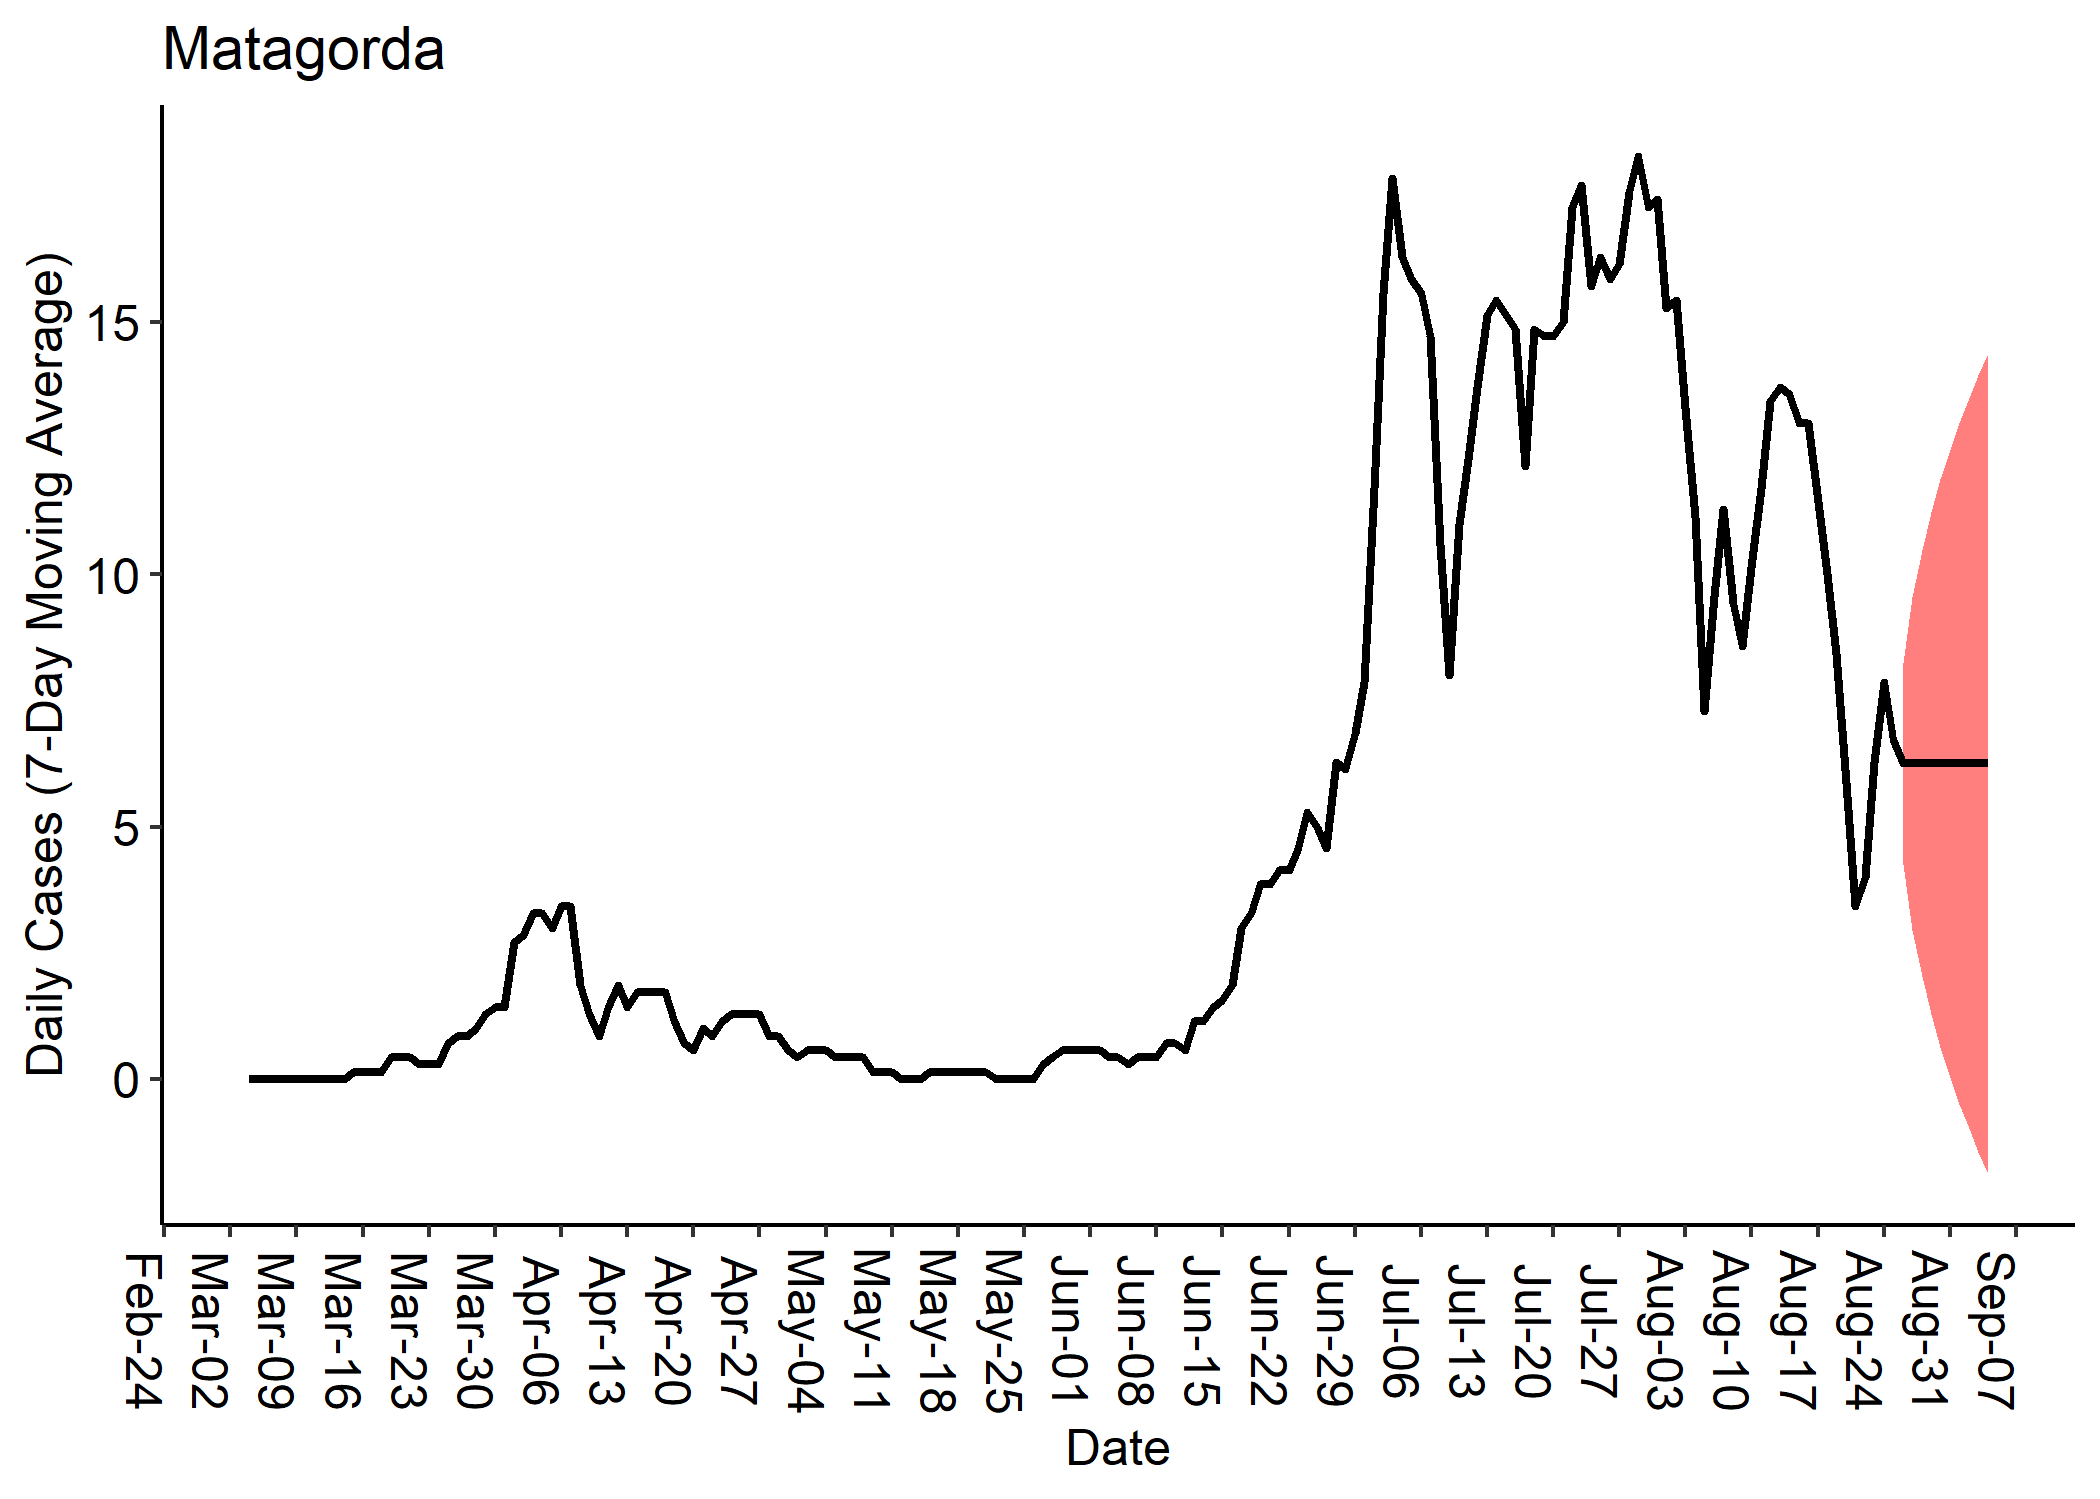 Matagorda
Daily Cases (7-Day Moving Average)
15
10
5
0
Feb-24
Mar-02
Mar-09
Mar-16
Mar-23
Mar-30
Apr-06
Apr-13
Apr-20
Apr-27
May-04
May-11
May-18
May-25
Jun-01
Jun-08
Jun-15
Jun-22
Jun-29
Jul-06
Jul-13
Jul-20
Jul-27
Aug-03
Aug-10
Aug-17
Aug-24
Aug-31
Sep-07
Date